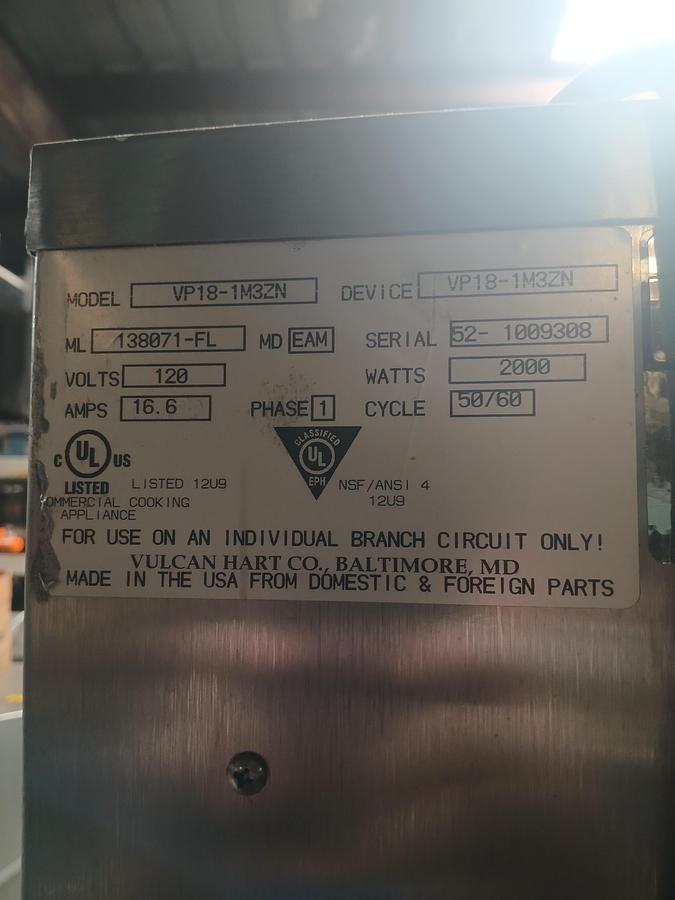 MODEL VP18-1M3ZN DEVICE VP18-1M3ZN
ML 138071-FL MD EAM SERIAL 52- 1009308
VOLTS 120 WATTS 2000
AMPS 16.6 PHASE 1 CYCLE 50/60
C UL US LISTED
LISTED 12U9
CLASSIFIED UL EPH
NSF/ANSI 4
12U9
OMMERCIAL COOKING
APPLIANCE
FOR USE ON AN INDIVIDUAL BRANCH CIRCUIT ONLY!
VULCAN HART CO., BALTIMORE, MD
MADE IN THE USA FROM DOMESTIC & FOREIGN PARTS